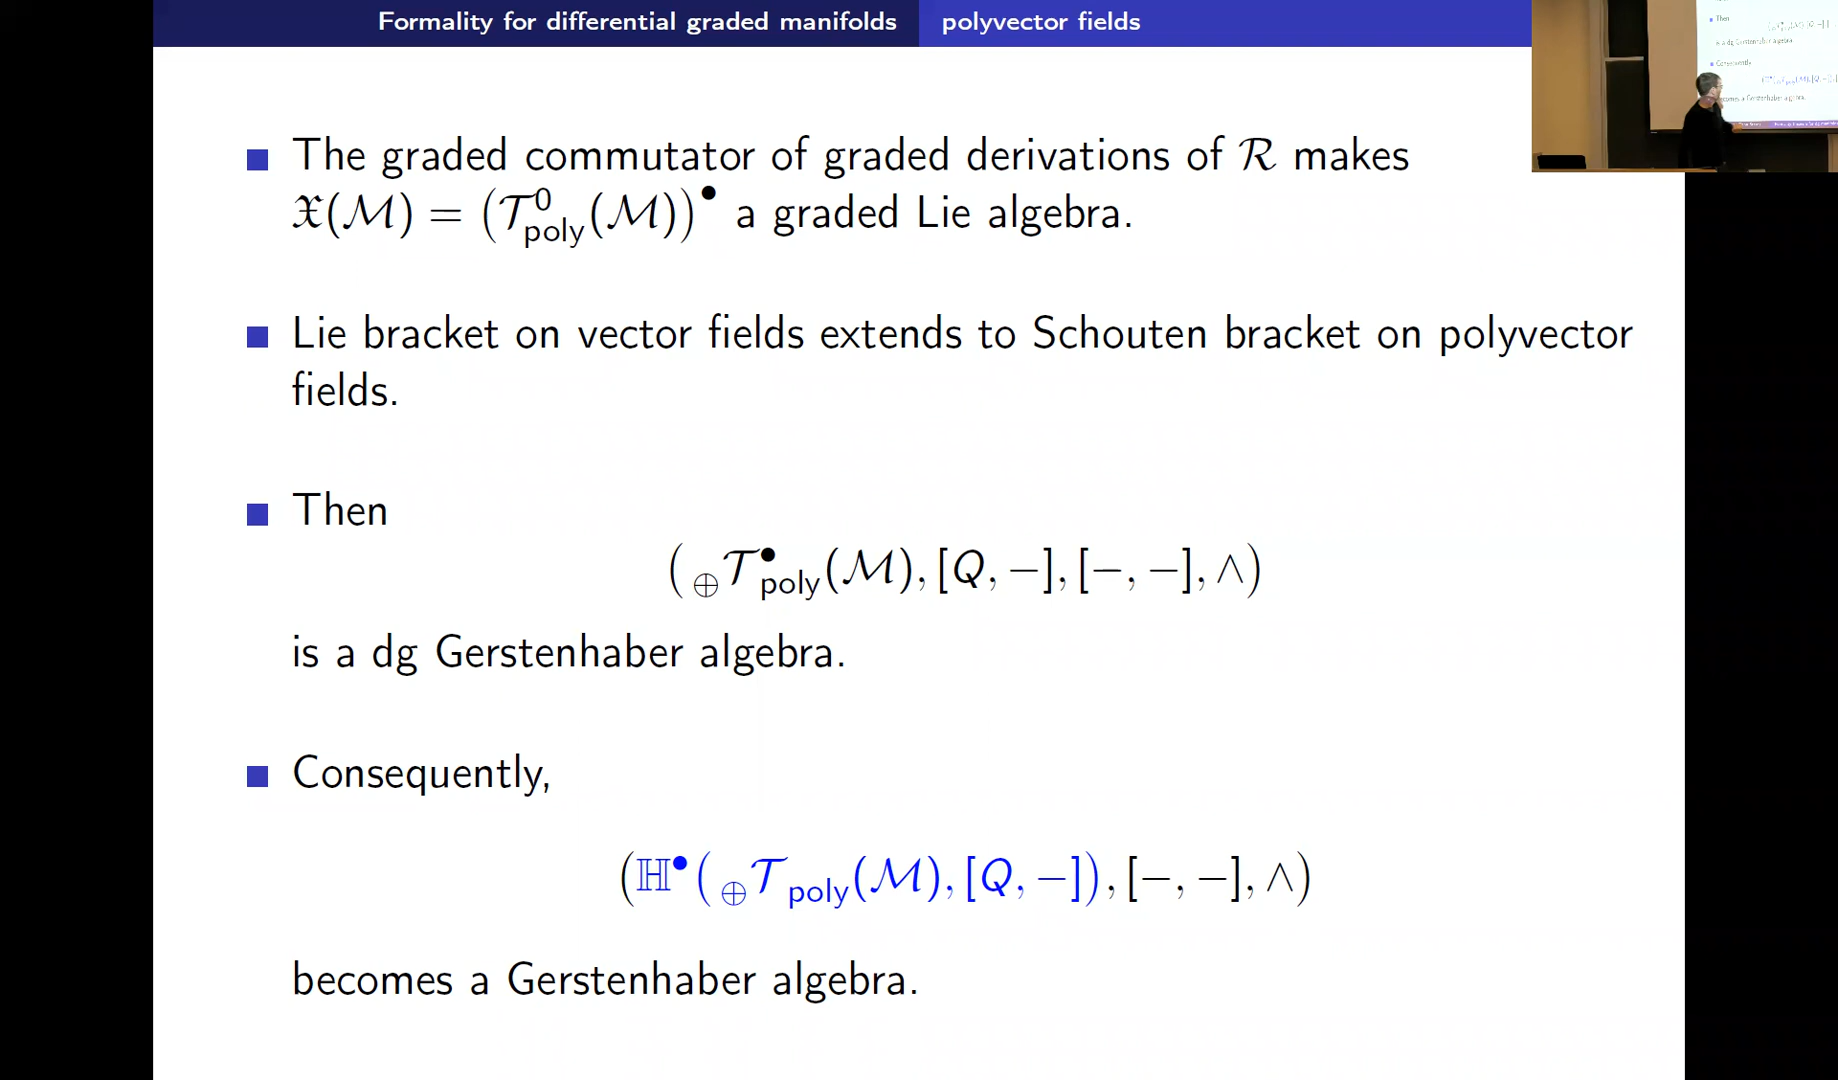 Formality for differential graded manifolds polyvector fields
The graded commutator of graded derivations of ℛ makes
𝔛(ℳ) = (𝒯⁰_poly(ℳ))^• a graded Lie algebra.
Lie bracket on vector fields extends to Schouten bracket on polyvector
fields.
Then
(_⊕𝒯^•_poly(ℳ), [Q, −], [−, −], ∧)
is a dg Gerstenhaber algebra.
Consequently,
(ℍ^•(_⊕𝒯_poly(ℳ), [Q, −]), [−, −], ∧)
becomes a Gerstenhaber algebra.